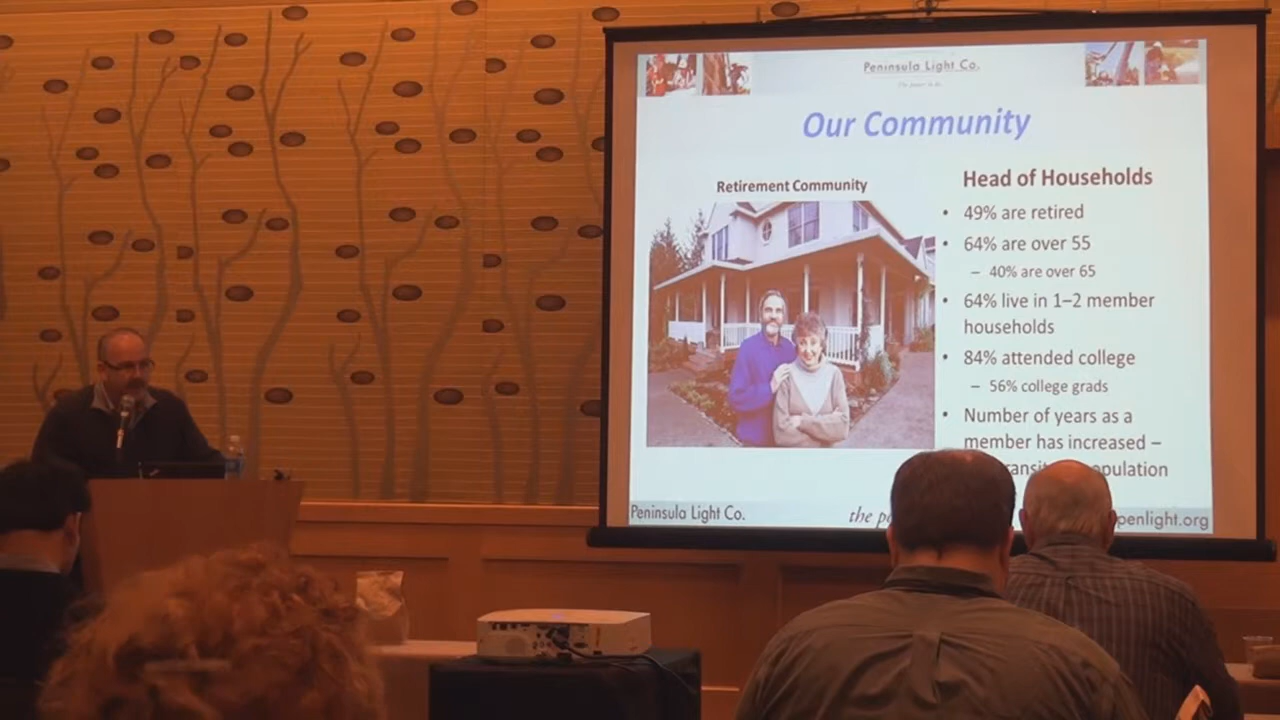 Peninsula Light Co.
Our Community
Retirement Community
Head of Households
• 49% are retired
• 64% are over 55
– 40% are over 65
• 64% live in 1–2 member
households
• 84% attended college
– 56% college grads
• Number of years as a
member has increased –
Peninsula Light Co.
the
penlight.org